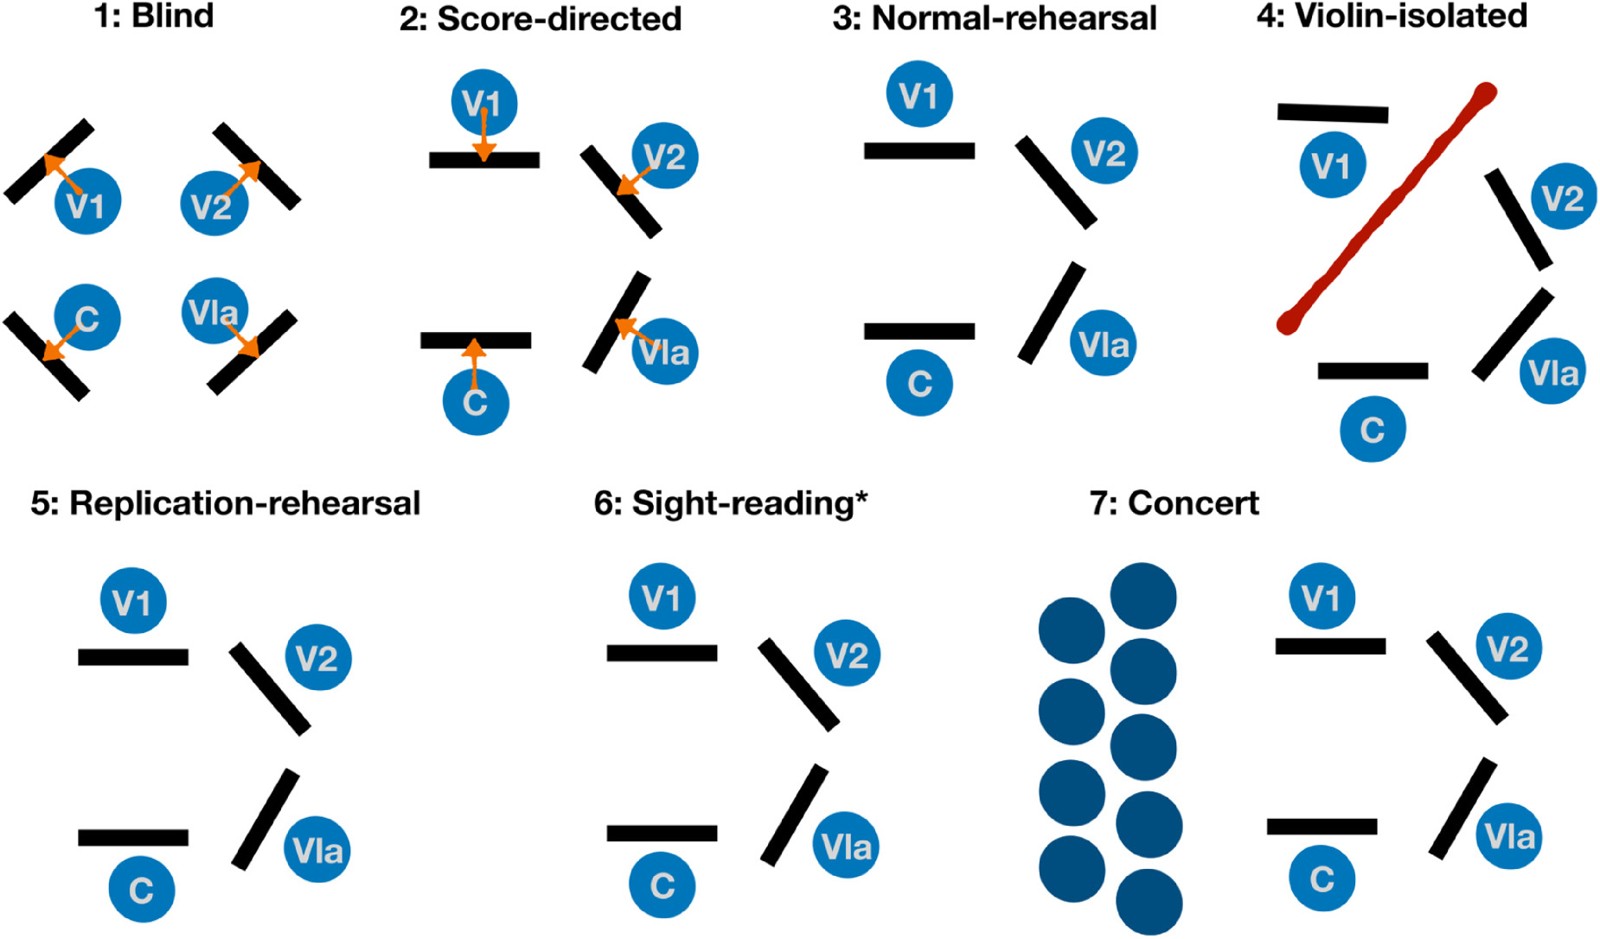 1: Blind
2: Score-directed
3: Normal-rehearsal
4: Violin-isolated
V1
V2
C
Vla
V1
V2
Vla
C
V1
V2
Vla
C
V1
V2
Vla
C
5: Replication-rehearsal
6: Sight-reading*
7: Concert
V1
V2
Vla
C
V1
V2
Vla
C
V1
V2
Vla
C